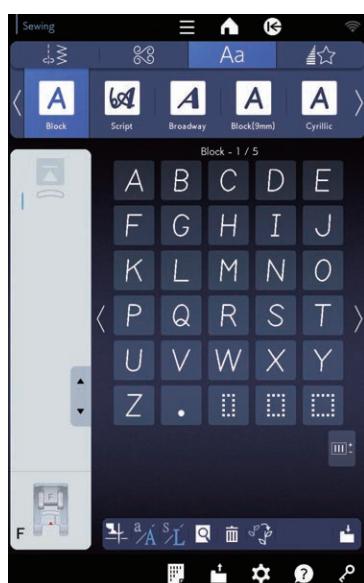 Sewing
Aa
A A A A A
Block Script Broadway Block(9mm) Cyrillic
Block - 1 / 5
A B C D E
F G H I J
K L M N O
P Q R S T
U V W X Y
Z .
F
F
a/Á S/Ĺ
?